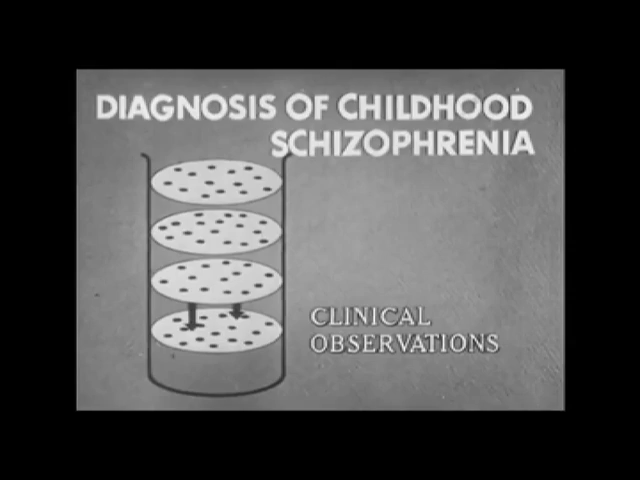 DIAGNOSIS OF CHILDHOOD
SCHIZOPHRENIA
CLINICAL
OBSERVATIONS